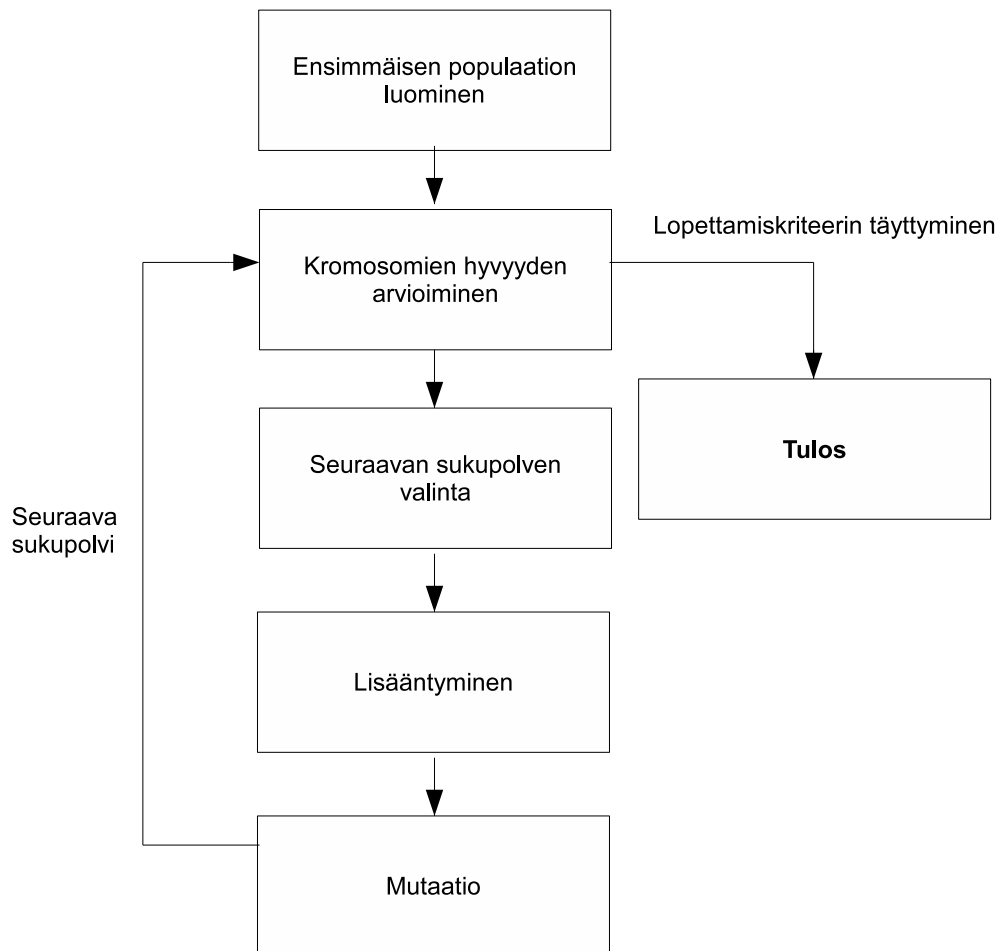 Ensimmäisen populaation
luominen
Lopettamiskriteerin täyttyminen
Kromosomien hyvyyden
arvioiminen
Tulos
Seuraavan sukupolven
valinta
Seuraava
sukupolvi
Lisääntyminen
Mutaatio